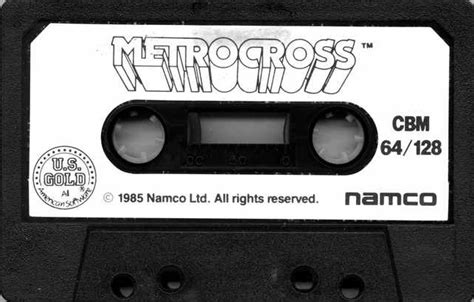 METROCROSS™
CBM
64/128
U.S.
GOLD®
All
American Software
© 1985 Namco Ltd. All rights reserved.
namco